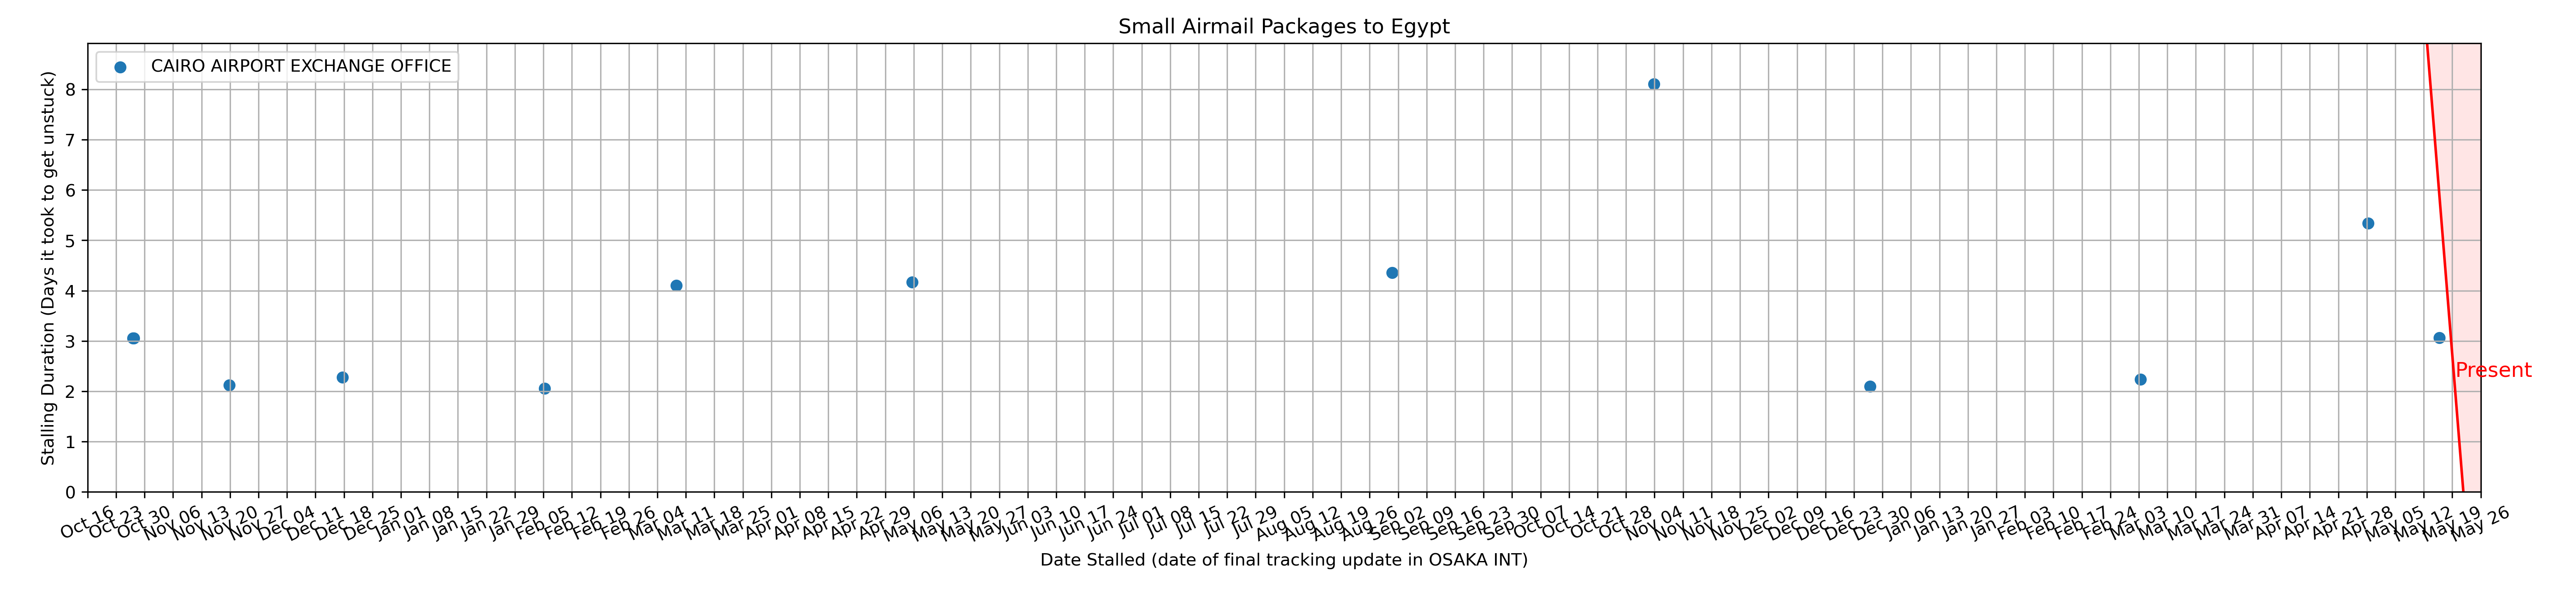 Small Airmail Packages to Egypt
CAIRO AIRPORT EXCHANGE OFFICE
Stalling Duration (Days it took to get unstuck)
8
7
6
5
4
3
2
1
0
Present
Oct 16 Oct 23 Oct 30 Nov 06 Nov 13 Nov 20 Nov 27 Dec 04 Dec 11 Dec 18 Dec 25 Jan 01 Jan 08 Jan 15 Jan 22 Jan 29 Feb 05 Feb 12 Feb 19 Feb 26 Mar 04 Mar 11 Mar 18 Mar 25 Apr 01 Apr 08 Apr 15 Apr 22 Apr 29 May 06 May 13 May 20 May 27 Jun 03 Jun 10 Jun 17 Jun 24 Jul 01 Jul 08 Jul 15 Jul 22 Jul 29 Aug 05 Aug 12 Aug 19 Aug 26 Sep 02 Sep 09 Sep 16 Sep 23 Sep 30 Oct 07 Oct 14 Oct 21 Oct 28 Nov 04 Nov 11 Nov 18 Nov 25 Dec 02 Dec 09 Dec 16 Dec 23 Dec 30 Jan 06 Jan 13 Jan 20 Jan 27 Feb 03 Feb 10 Feb 17 Feb 24 Mar 03 Mar 10 Mar 17 Mar 24 Mar 31 Apr 07 Apr 14 Apr 21 Apr 28 May 05 May 12 May 19 May 26
Date Stalled (date of final tracking update in OSAKA INT)